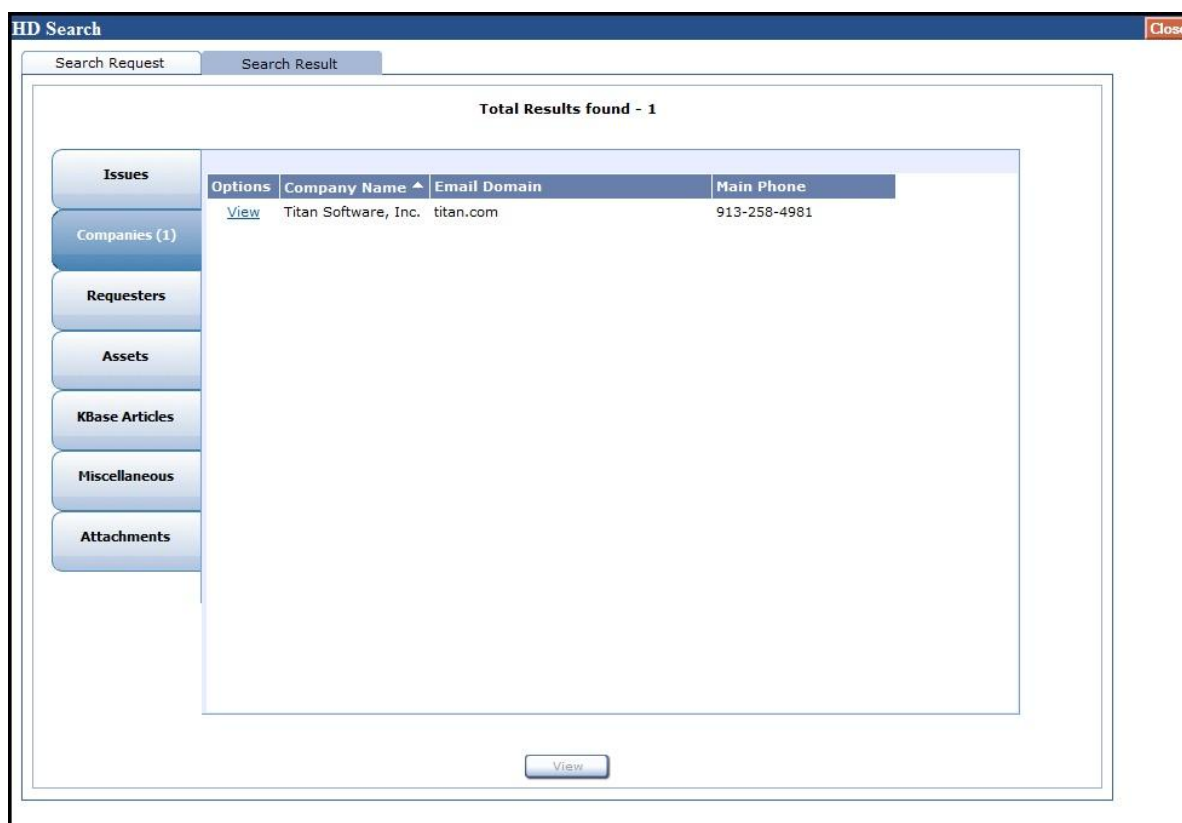 HD Search
Close
Search Request
Search Result
Total Results found - 1
Issues
Companies (1)
Requesters
Assets
KBase Articles
Miscellaneous
Attachments
Options Company Name Email Domain Main Phone
View Titan Software, Inc. titan.com 913-258-4981
View